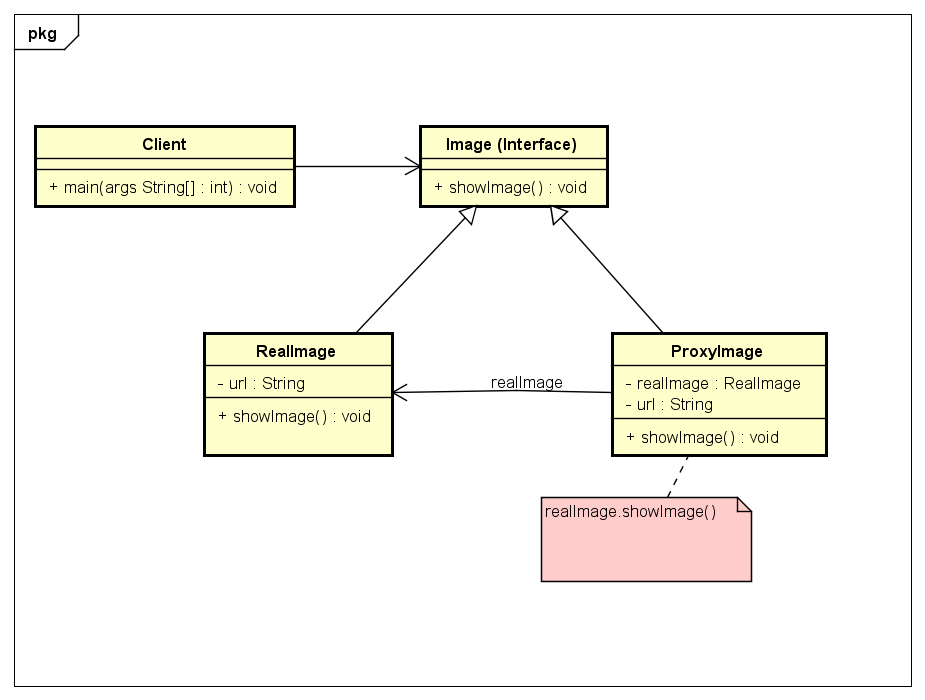 pkg
Client
+ main(args String[] : int) : void
Image (Interface)
+ showImage() : void
RealImage
- url : String
+ showImage() : void
realImage
ProxyImage
- realImage : RealImage
- url : String
+ showImage() : void
realImage.showImage()